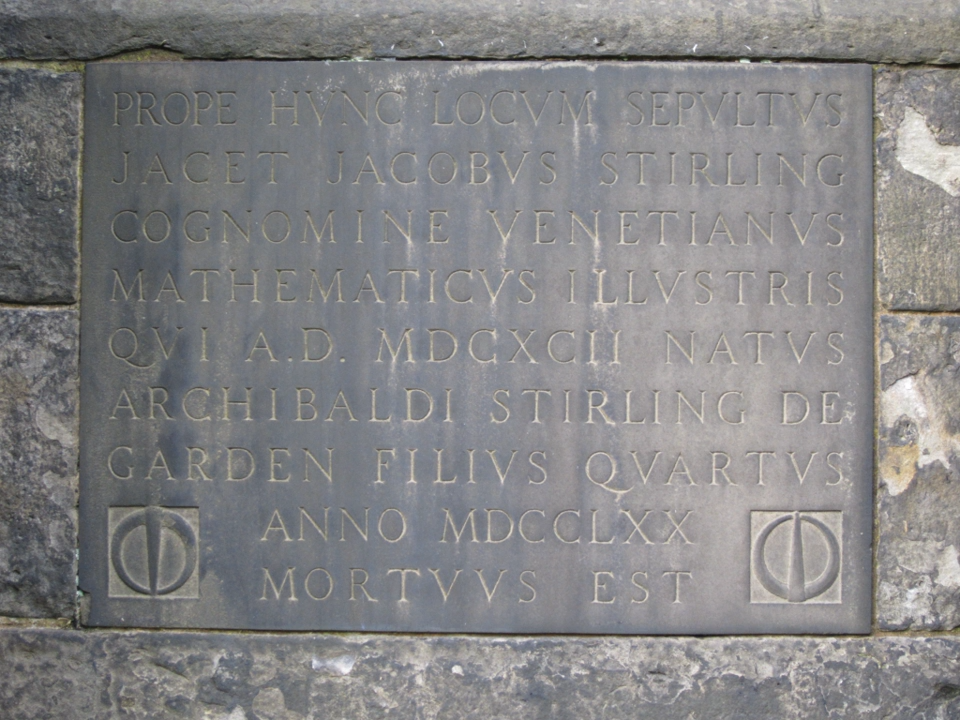 PROPE HVNC LOCVM SEPVLTVS
JACET JACOBVS STIRLING
COGNOMINE VENETIANVS
MATHEMATICVS ILLVSTRIS
QVI A.D. MDCXCII NATVS
ARCHIBALDI STIRLING DE
GARDEN FILIVS QVARTVS
ANNO MDCCLXX
MORTVVS EST